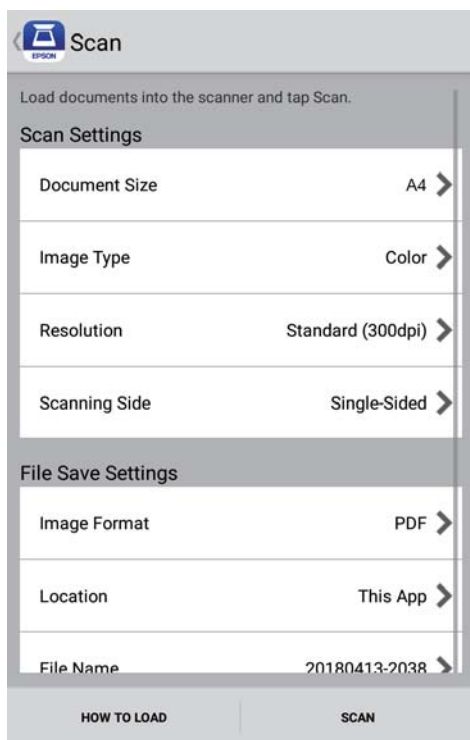 EPSON
Scan
Load documents into the scanner and tap Scan.
Scan Settings
Document Size A4
Image Type Color
Resolution Standard (300dpi)
Scanning Side Single-Sided
File Save Settings
Image Format PDF
Location This App
File Name 20180413-2038
HOW TO LOAD SCAN